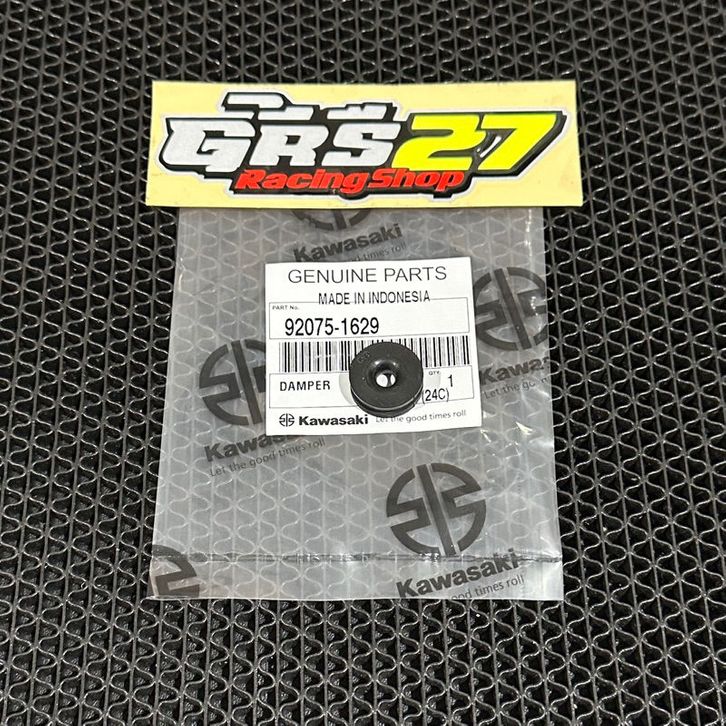 GRS27
Racing Shop
Kawasaki
Let the good times roll
GENUINE PARTS
MADE IN INDONESIA
PART No.
92075-1629
DAMPER
QTY.
1
(24C)
Kawasaki Let the good times roll
Kawasaki
Let the good times roll
Kawasaki
good times roll